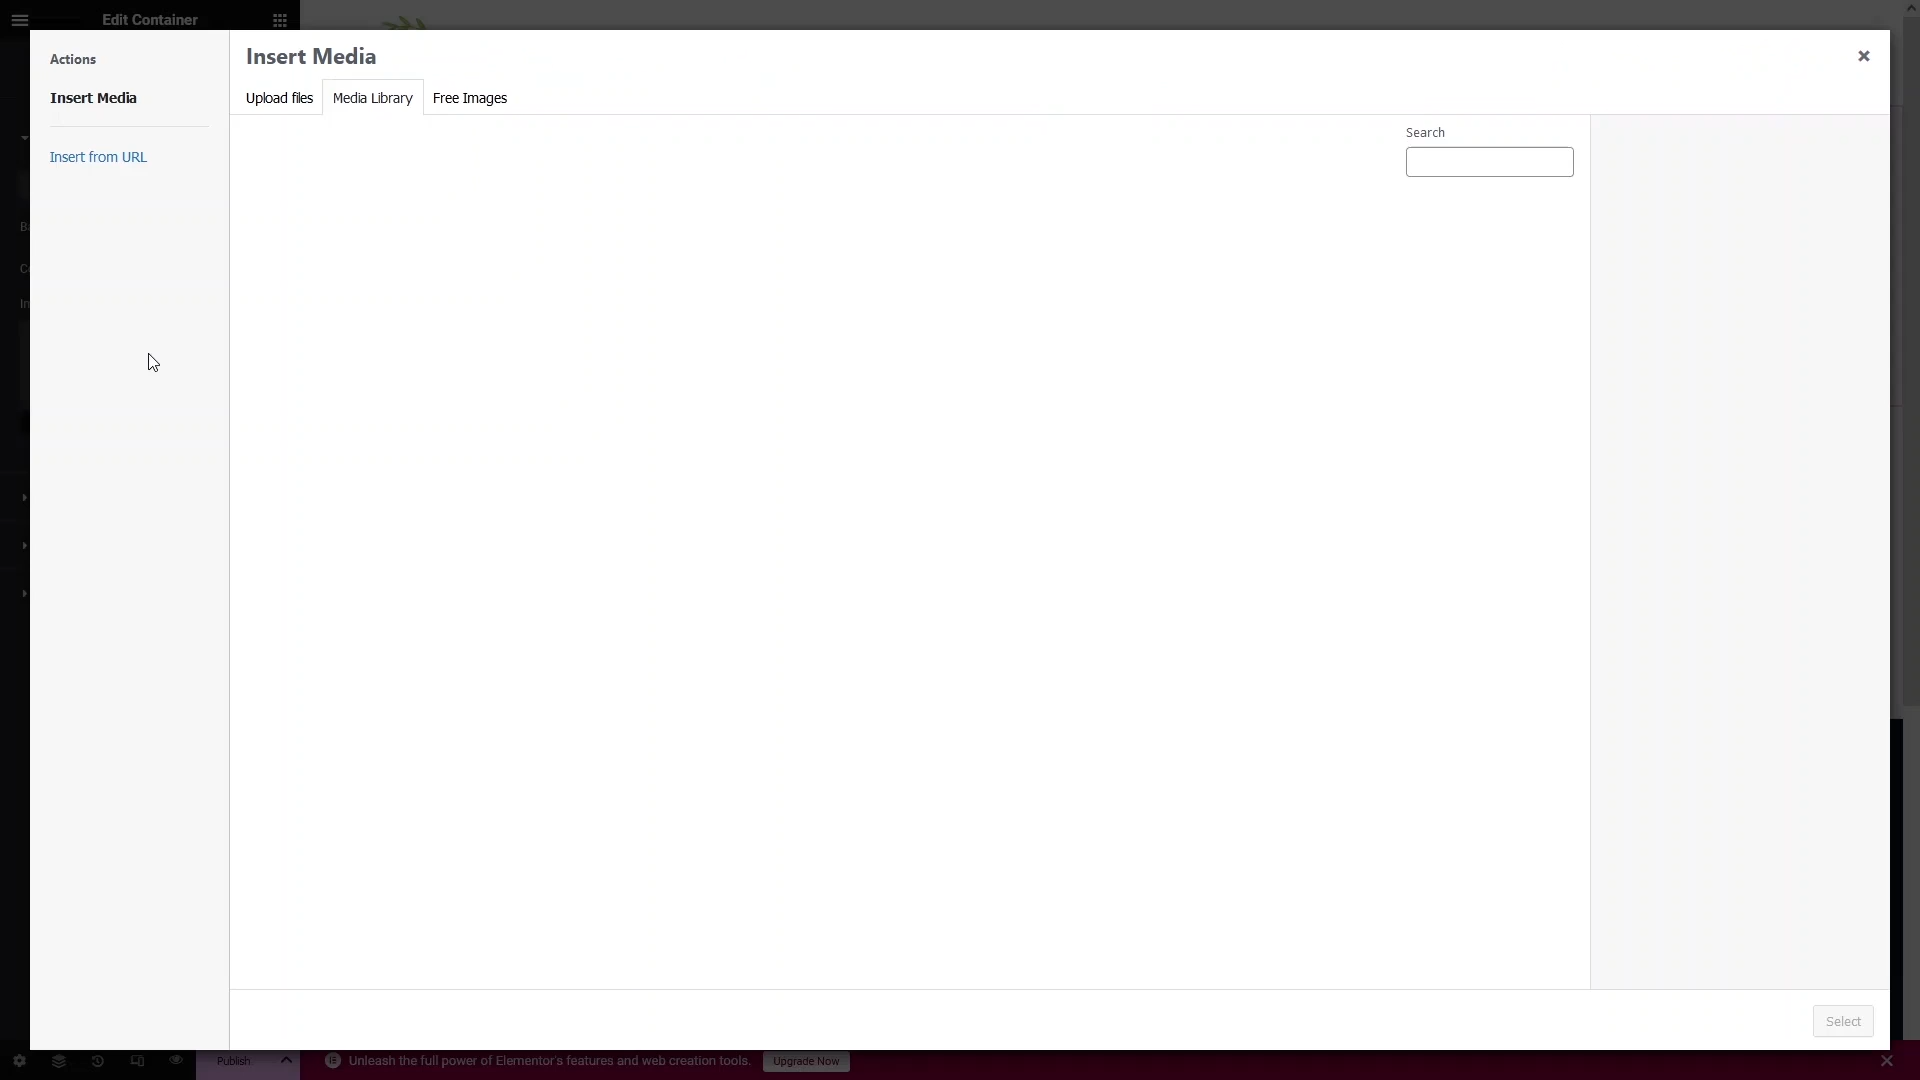 Edit Container
Actions
Insert Media
Insert Media
Upload files
Media Library
Free Images
Insert from URL
Search
Select
Publish
Unleash the full power of Elementor's features and web creation tools.
Upgrade Now